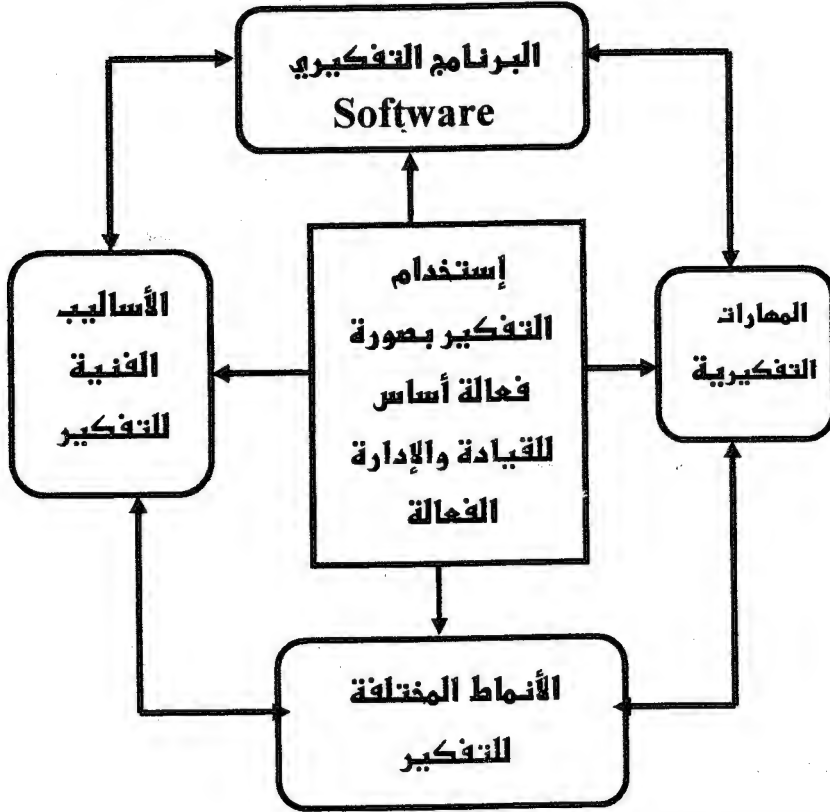 البرنامج التفكيري
Software
إستخدام
التفكير بصورة
فعالة أساس
للقيادة والإدارة
الفعالة
المهارات
التفكيرية
الأساليب
الفنية
للتفكير
الأنماط المختلفة
للتفكير